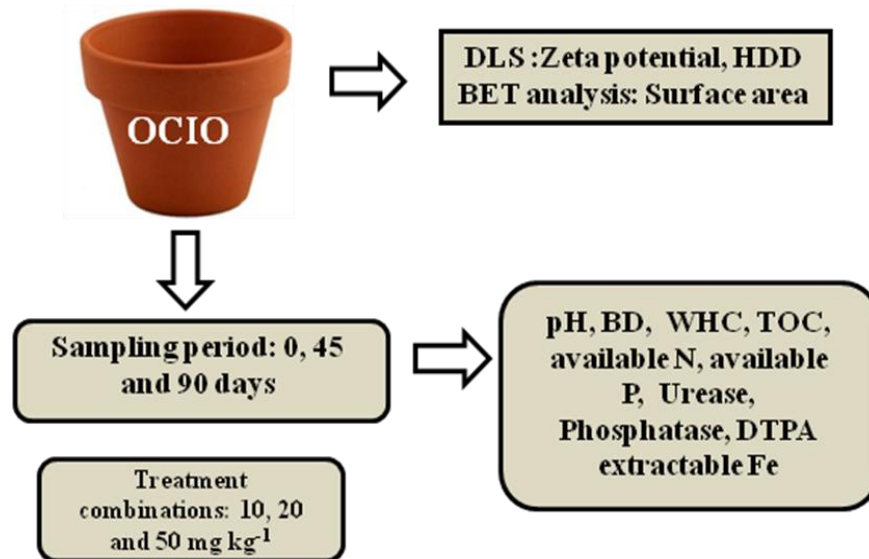 OCIO
DLS :Zeta potential, HDD
BET analysis: Surface area
Sampling period: 0, 45
and 90 days
pH, BD, WHC, TOC,
available N, available
P, Urease,
Phosphatase, DTPA
extractable Fe
Treatment
combinations: 10, 20
and 50 mg kg⁻¹